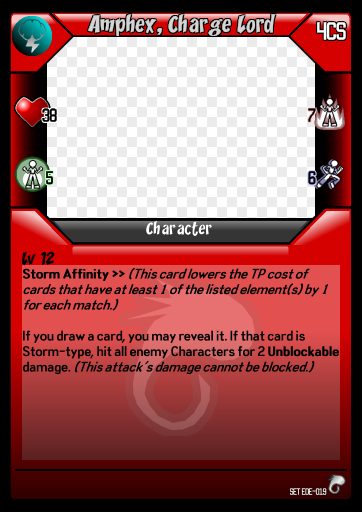 Amphex, Charge Lord
4CS
38
7
5
6
Character
Lv 12
Storm Affinity >> (This card lowers the TP cost of
cards that have at least 1 of the listed element(s) by 1
for each match.)
If you draw a card, you may reveal it. If that card is
Storm-type, hit all enemy Characters for 2 Unblockable
damage. (This attack's damage cannot be blocked.)
SET EOE-019